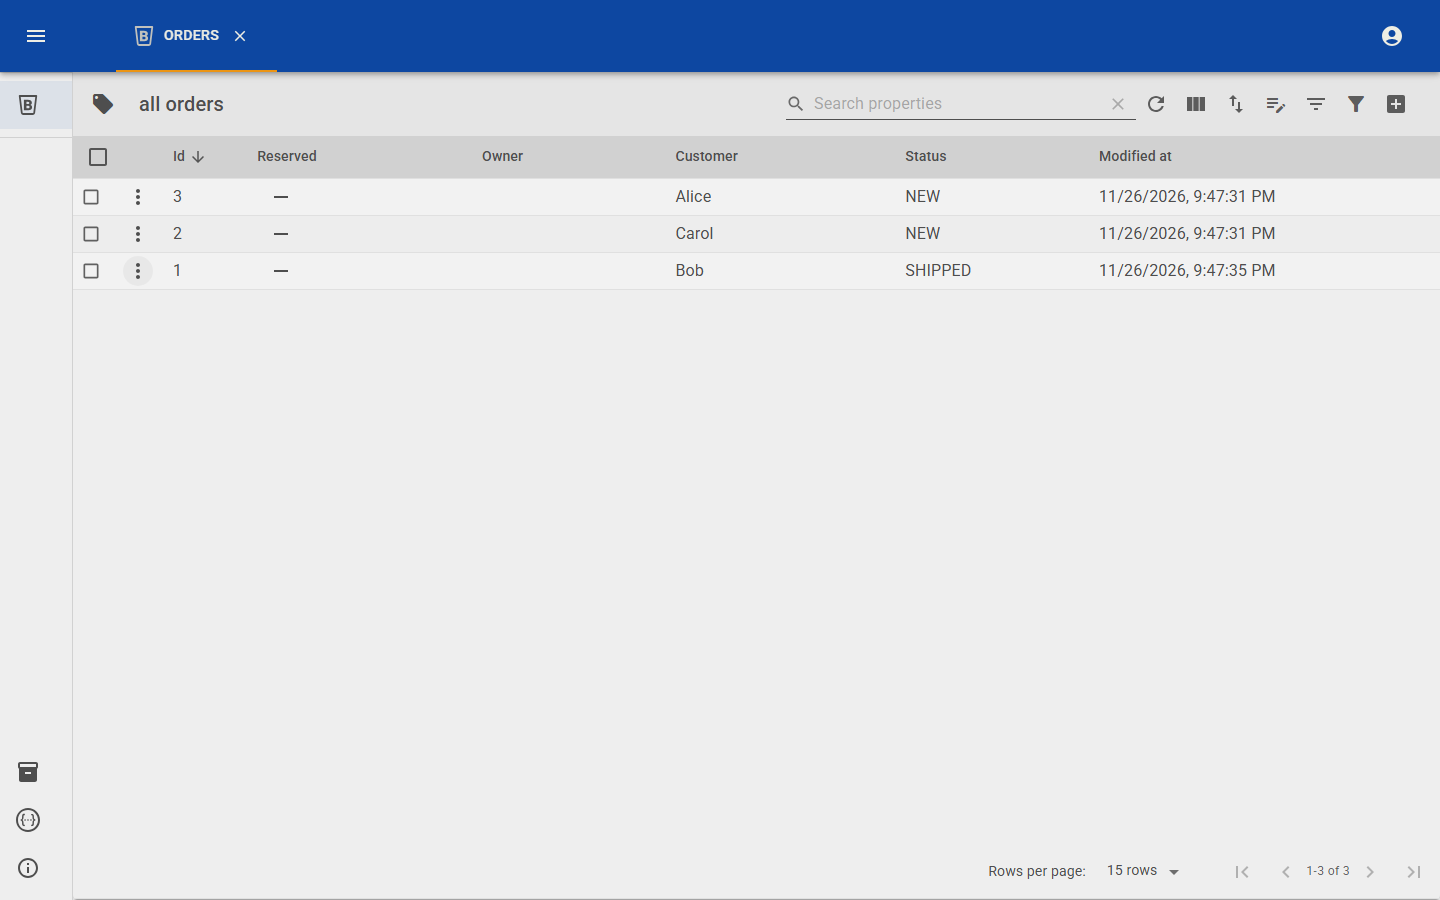 ORDERS
all orders
Search properties
Id Reserved Owner Customer Status Modified at
3 — Alice NEW 11/26/2026, 9:47:31 PM
2 — Carol NEW 11/26/2026, 9:47:31 PM
1 — Bob SHIPPED 11/26/2026, 9:47:35 PM
Rows per page: 15 rows 1-3 of 3